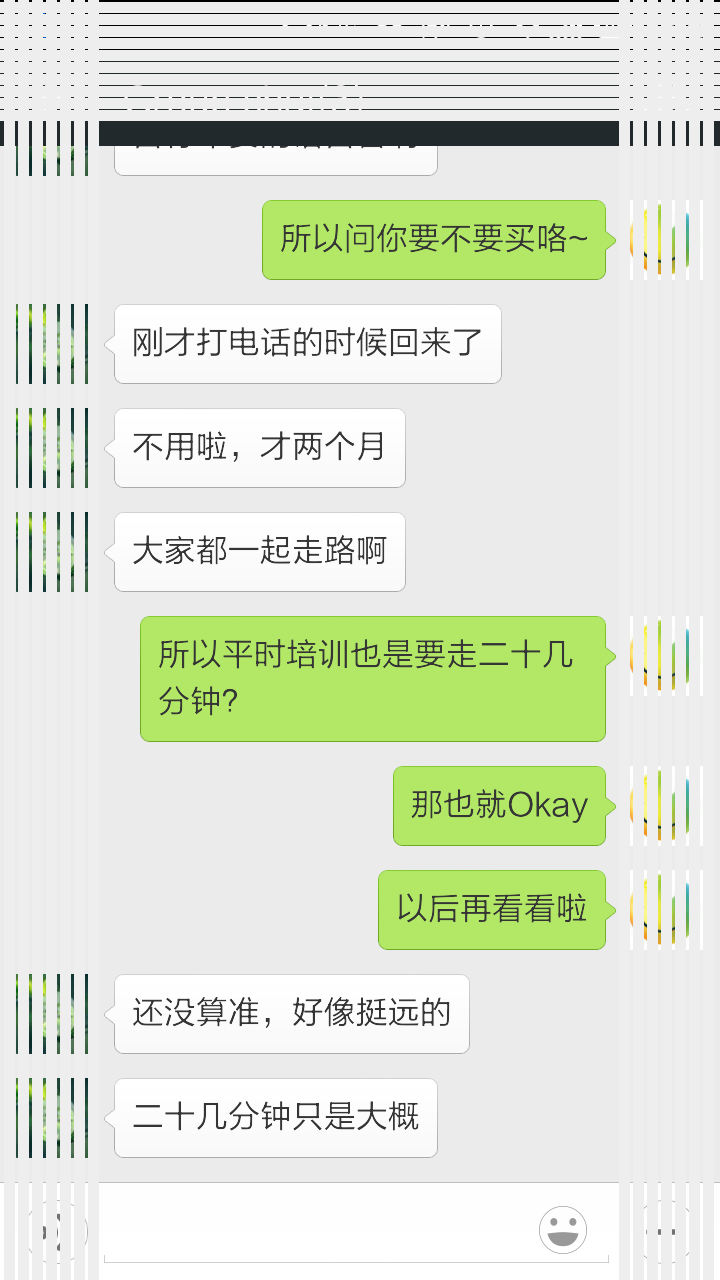 所以问你要不要买咯~
刚才打电话的时候回来了
不用啦，才两个月
大家都一起走路啊
所以平时培训也是要走二十几
分钟?
那也就Okay
以后再看看啦
还没算准，好像挺远的
二十几分钟只是大概